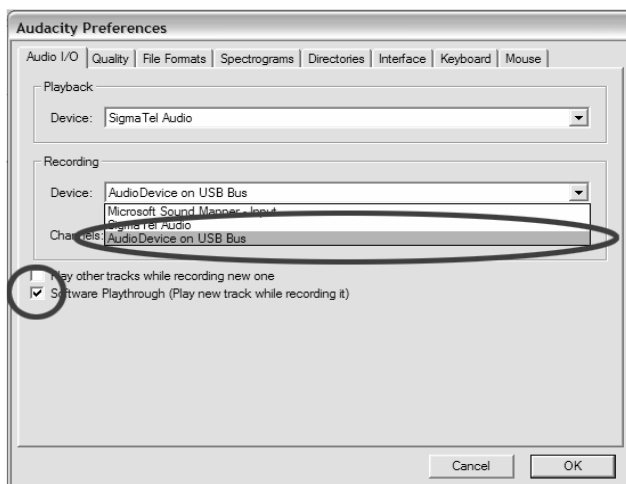 Audacity Preferences
Audio I/O Quality File Formats Spectrograms Directories Interface Keyboard Mouse
Playback
Device: SigmaTel Audio
Recording
Device: AudioDevice on USB Bus
Microsoft Sound Mapper - Input
SigmaTel Audio
Channels: AudioDevice on USB Bus
Play other tracks while recording new one
Software Playthrough (Play new track while recording it)
Cancel OK